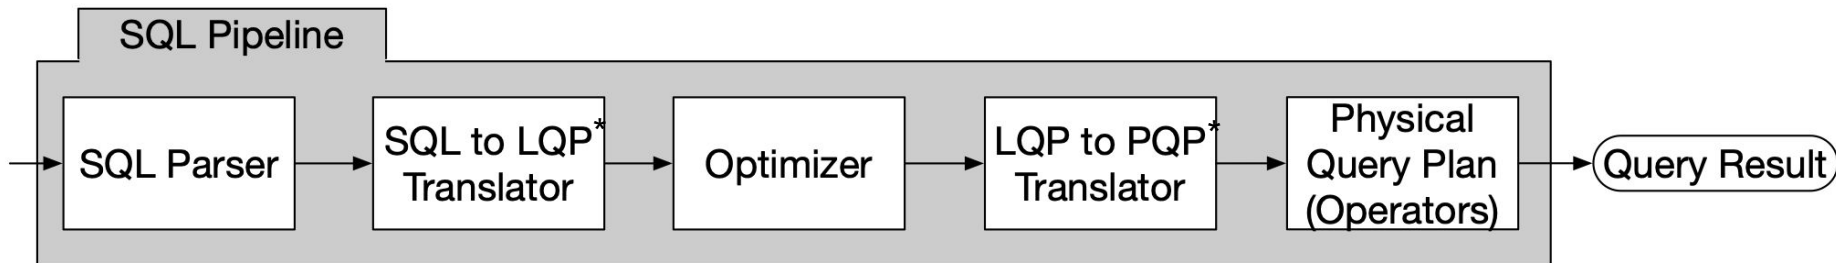 SQL Pipeline
SQL Parser
SQL to LQP*
Translator
Optimizer
LQP to PQP*
Translator
Physical
Query Plan
(Operators)
Query Result